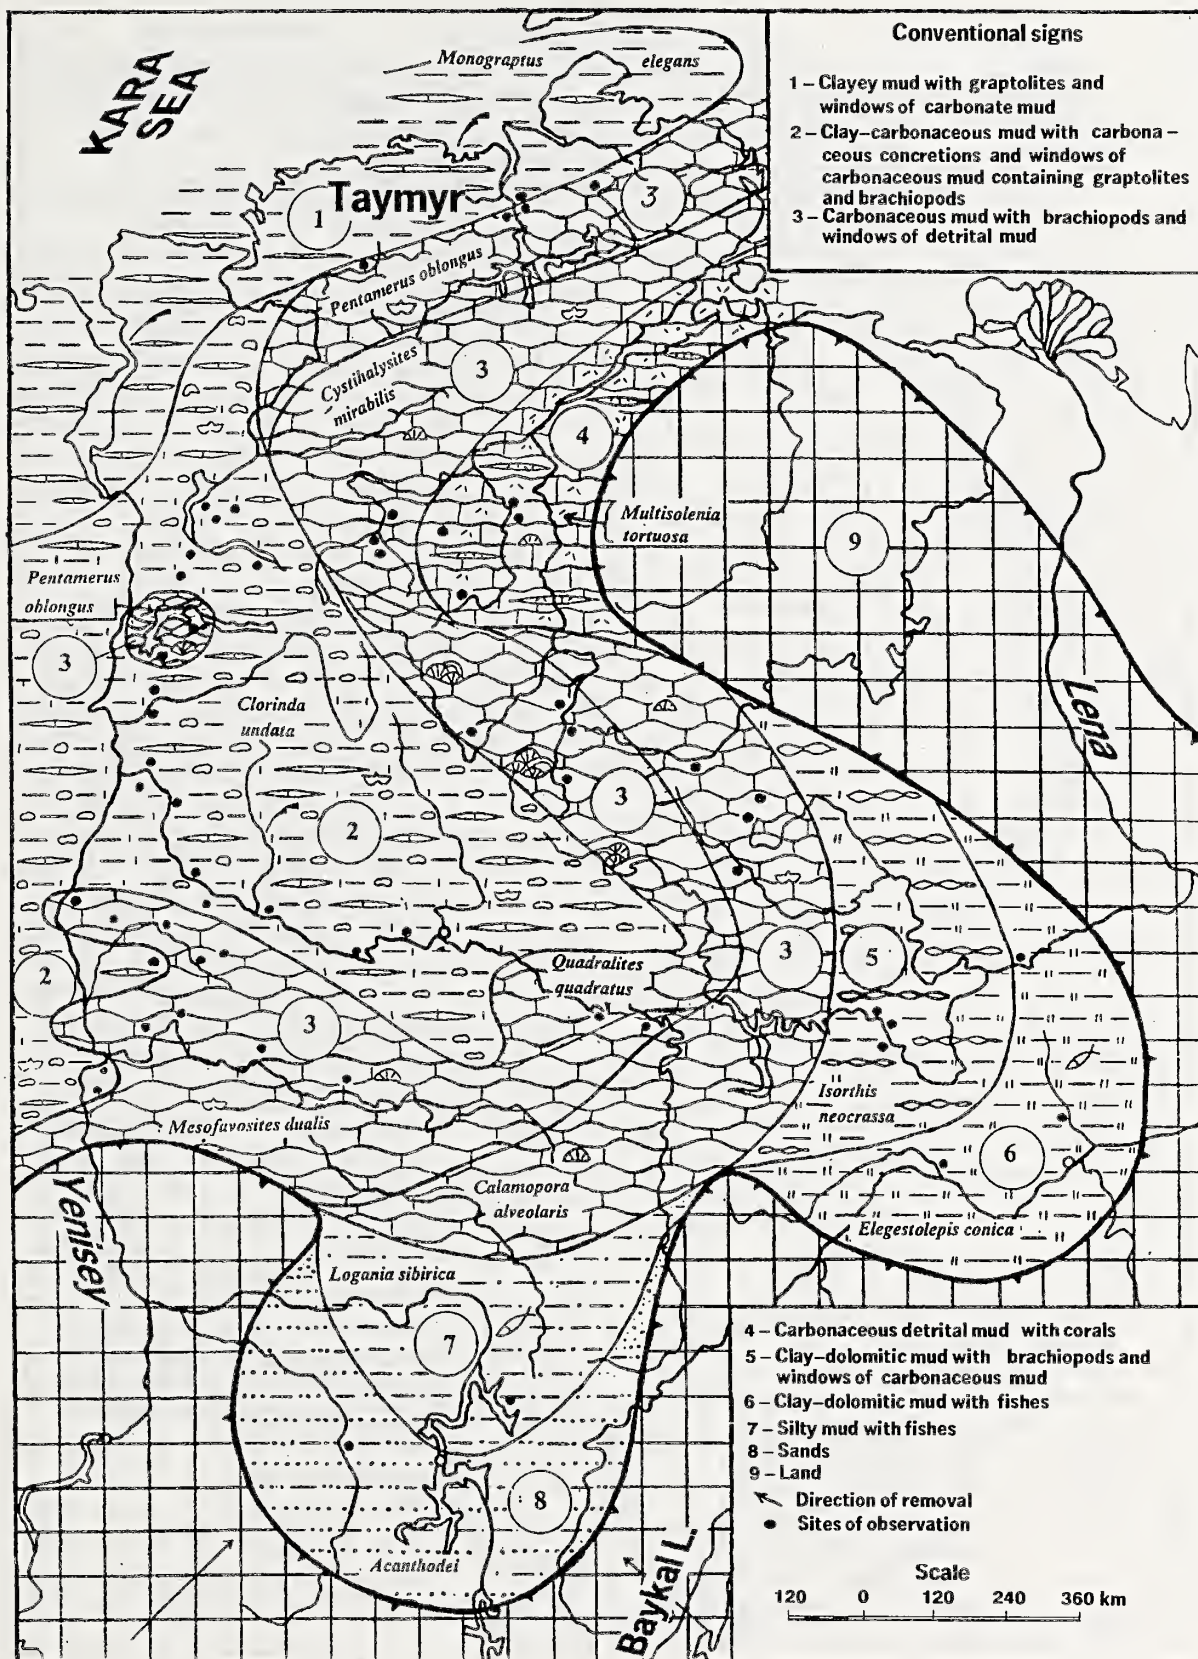 Conventional signs
1 – Clayey mud with graptolites and
windows of carbonate mud
2 – Clay–carbonaceous mud with carbona –
ceous concretions and windows of
carbonaceous mud containing graptolites
and brachiopods
3 – Carbonaceous mud with brachiopods and
windows of detrital mud
KARA
SEA
Monograptus elegans
Taymyr
1
3
Pentamerus oblongus
Cystihalysites
mirabilis
3
4
Multisolenia
tortuosa
9
Pentamerus
oblongus
3
Clorinda
undata
Lena
3
2
2
3
5
Quadralites
quadratus
3
Isorthis
neocrassa
Mesofavosites dualis
6
Calamopora
alveolaris
Elegestolepis conica
Yenisey
Logania sibirica
7
8
Acanthodei
Baykal L.
4 – Carbonaceous detrital mud with corals
5 – Clay–dolomitic mud with brachiopods and
windows of carbonaceous mud
6 – Clay–dolomitic mud with fishes
7 – Silty mud with fishes
8 – Sands
9 – Land
Direction of removal
Sites of observation
Scale
120 0 120 240 360 km